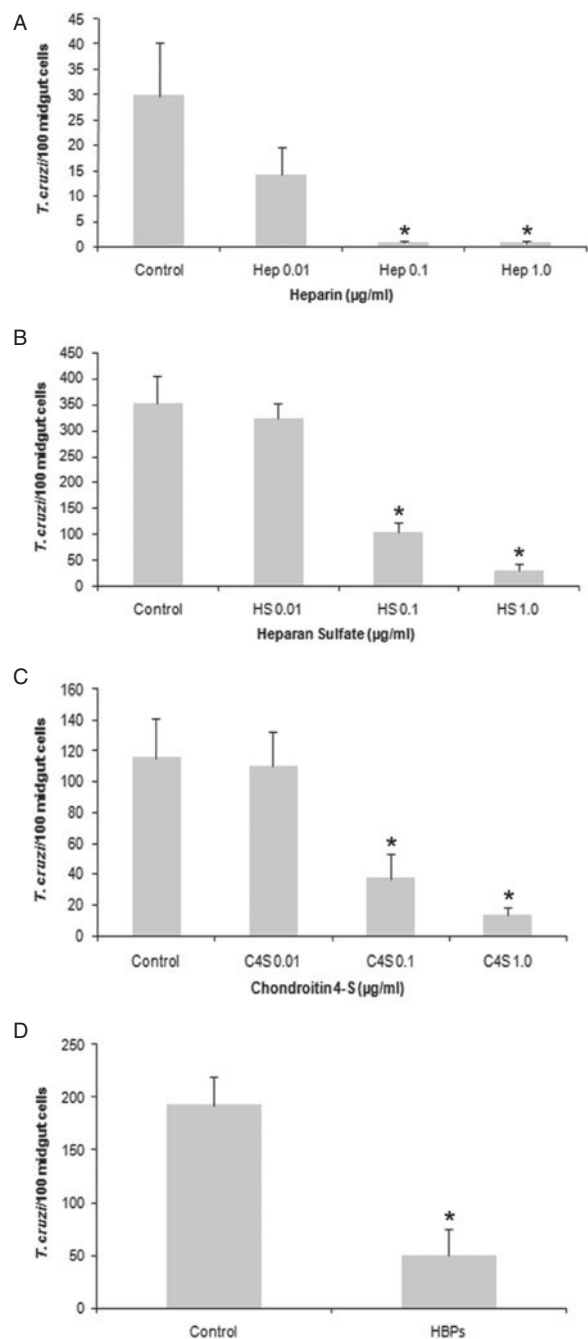 A
T. cruzi/100 midgut cells
45
40
35
30
25
20
15
10
5
0
*
*
Control
Hep 0.01
Hep 0.1
Hep 1.0
Heparin (µg/ml)
B
T. cruzi/100 midgut cells
450
400
350
300
250
200
150
100
50
0
*
*
Control
HS 0.01
HS 0.1
HS 1.0
Heparan Sulfate (µg/ml)
C
T. cruzi/100 midgut cells
160
140
120
100
80
60
40
20
0
*
*
Control
C4S 0.01
C4S 0.1
C4S 1.0
Chondroitin 4-S (µg/ml)
D
T. cruzi/100 midgut cells
250
200
150
100
50
0
*
Control
HBPs